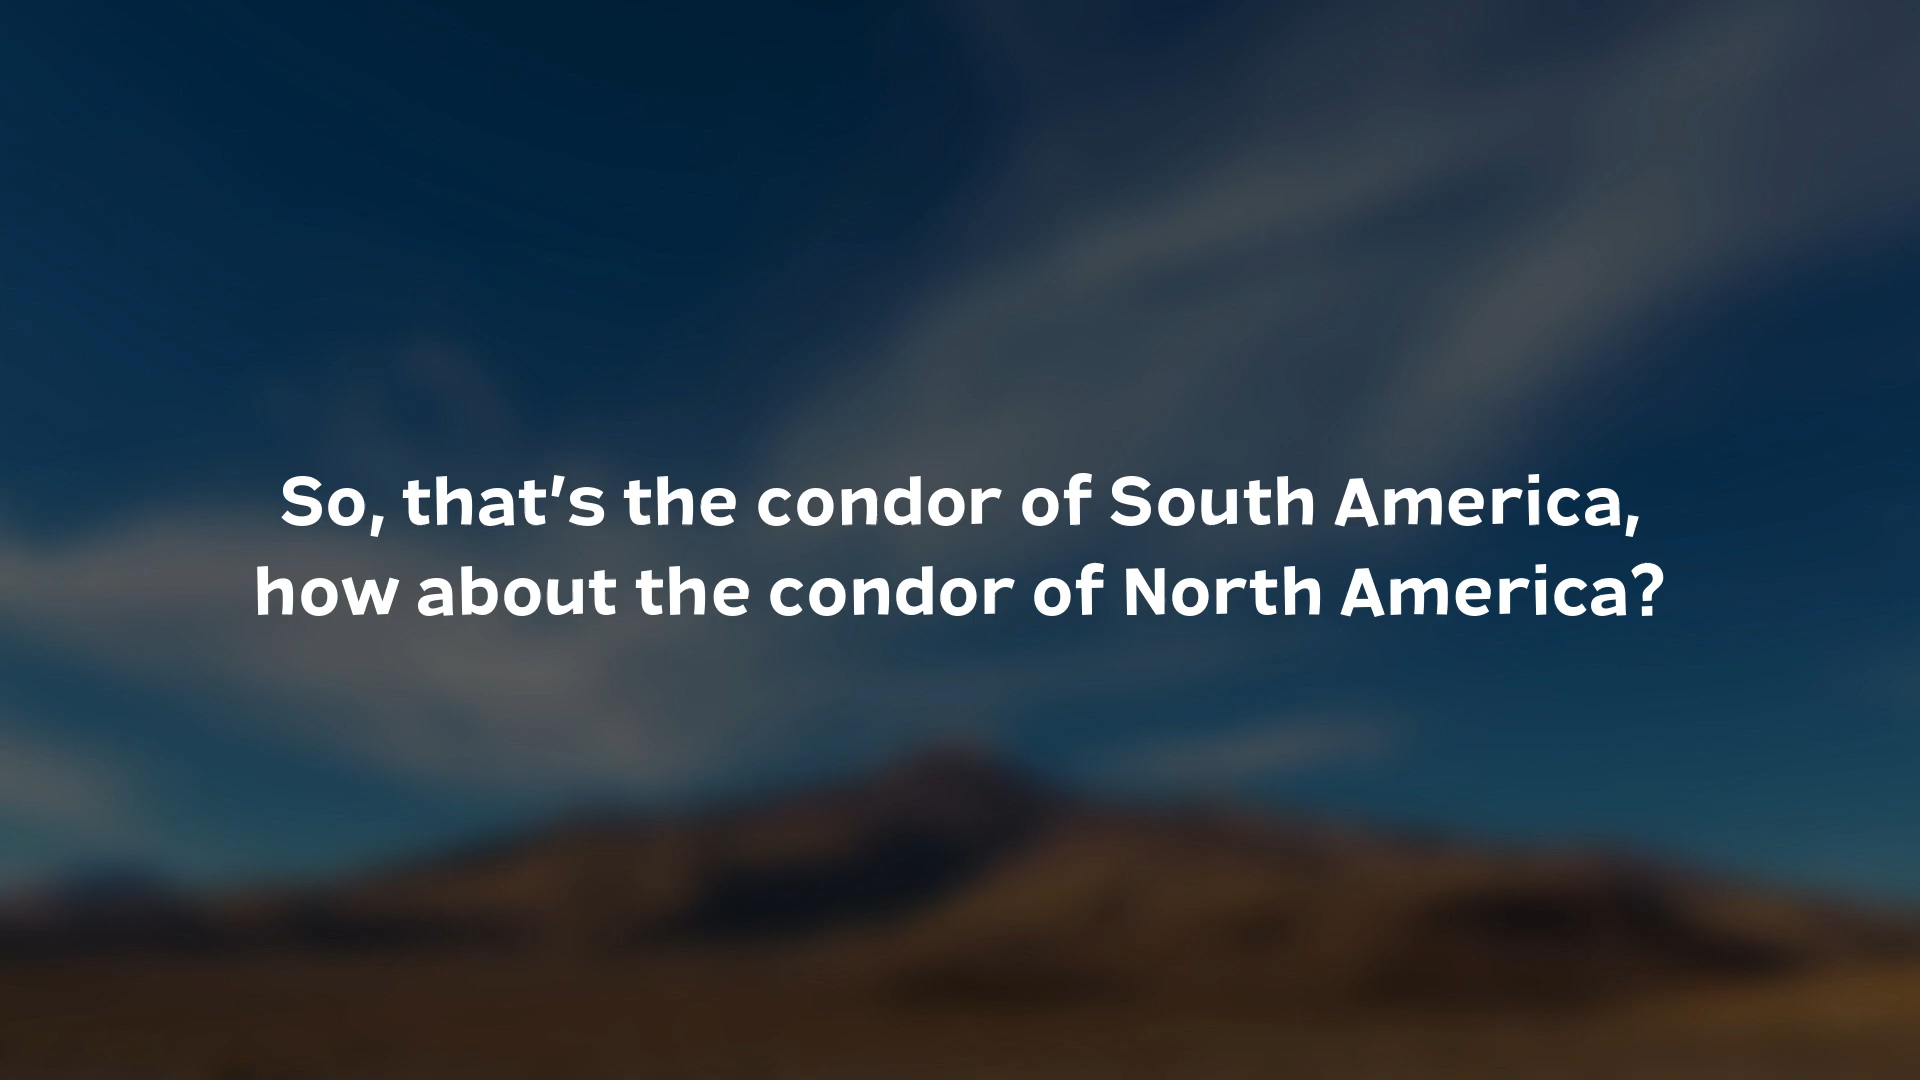 So, that's the condor of South America,
how about the condor of North America?